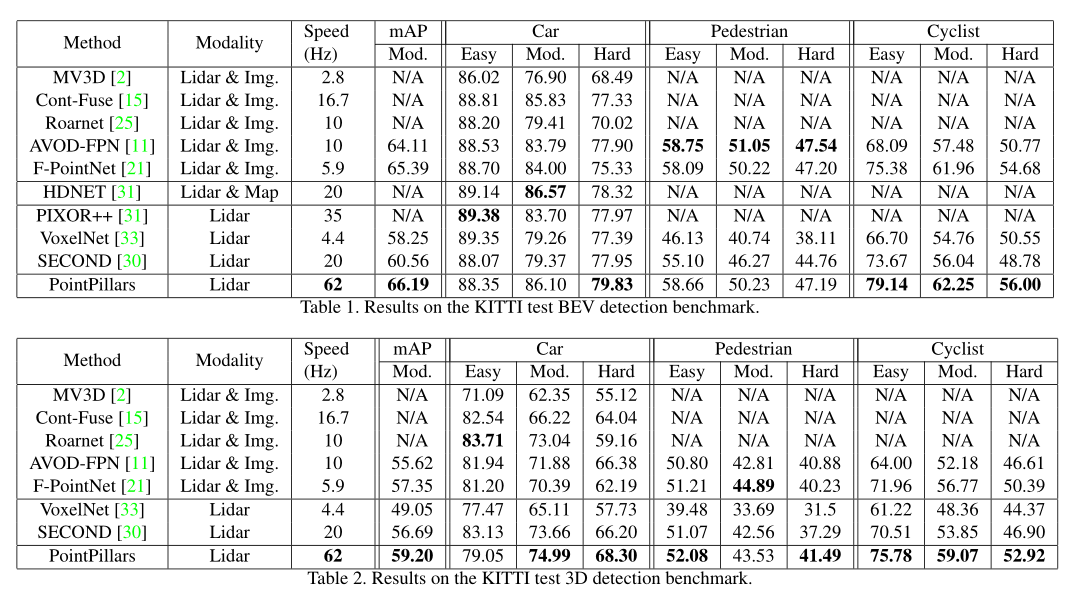 Method Modality Speed (Hz) mAP Car Pedestrian Cyclist
Mod. Easy Mod. Hard Easy Mod. Hard Easy Mod. Hard
MV3D [2] Lidar & Img. 2.8 N/A 86.02 76.90 68.49 N/A N/A N/A N/A N/A N/A
Cont-Fuse [15] Lidar & Img. 16.7 N/A 88.81 85.83 77.33 N/A N/A N/A N/A N/A N/A
Roarnet [25] Lidar & Img. 10 N/A 88.20 79.41 70.02 N/A N/A N/A N/A N/A N/A
AVOD-FPN [11] Lidar & Img. 10 64.11 88.53 83.79 77.90 58.75 51.05 47.54 68.09 57.48 50.77
F-PointNet [21] Lidar & Img. 5.9 65.39 88.70 84.00 75.33 58.09 50.22 47.20 75.38 61.96 54.68
HDNET [31] Lidar & Map 20 N/A 89.14 86.57 78.32 N/A N/A N/A N/A N/A N/A
PIXOR++ [31] Lidar 35 N/A 89.38 83.70 77.97 N/A N/A N/A N/A N/A N/A
VoxelNet [33] Lidar 4.4 58.25 89.35 79.26 77.39 46.13 40.74 38.11 66.70 54.76 50.55
SECOND [30] Lidar 20 60.56 88.07 79.37 77.95 55.10 46.27 44.76 73.67 56.04 48.78
PointPillars Lidar 62 66.19 88.35 86.10 79.83 58.66 50.23 47.19 79.14 62.25 56.00
Table 1. Results on the KITTI test BEV detection benchmark.
Method Modality Speed (Hz) mAP Car Pedestrian Cyclist
Mod. Easy Mod. Hard Easy Mod. Hard Easy Mod. Hard
MV3D [2] Lidar & Img. 2.8 N/A 71.09 62.35 55.12 N/A N/A N/A N/A N/A N/A
Cont-Fuse [15] Lidar & Img. 16.7 N/A 82.54 66.22 64.04 N/A N/A N/A N/A N/A N/A
Roarnet [25] Lidar & Img. 10 N/A 83.71 73.04 59.16 N/A N/A N/A N/A N/A N/A
AVOD-FPN [11] Lidar & Img. 10 55.62 81.94 71.88 66.38 50.80 42.81 40.88 64.00 52.18 46.61
F-PointNet [21] Lidar & Img. 5.9 57.35 81.20 70.39 62.19 51.21 44.89 40.23 71.96 56.77 50.39
VoxelNet [33] Lidar 4.4 49.05 77.47 65.11 57.73 39.48 33.69 31.5 61.22 48.36 44.37
SECOND [30] Lidar 20 56.69 83.13 73.66 66.20 51.07 42.56 37.29 70.51 53.85 46.90
PointPillars Lidar 62 59.20 79.05 74.99 68.30 52.08 43.53 41.49 75.78 59.07 52.92
Table 2. Results on the KITTI test 3D detection benchmark.